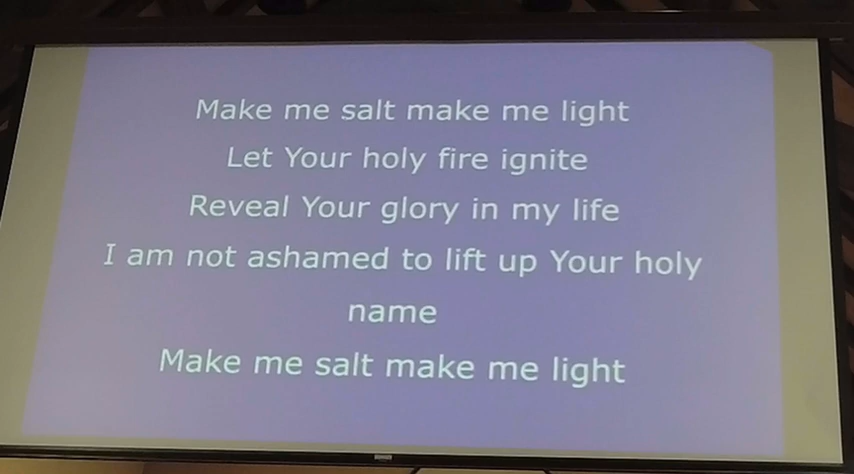 Make me salt make me light
Let Your holy fire ignite
Reveal Your glory in my life
I am not ashamed to lift up Your holy
name
Make me salt make me light